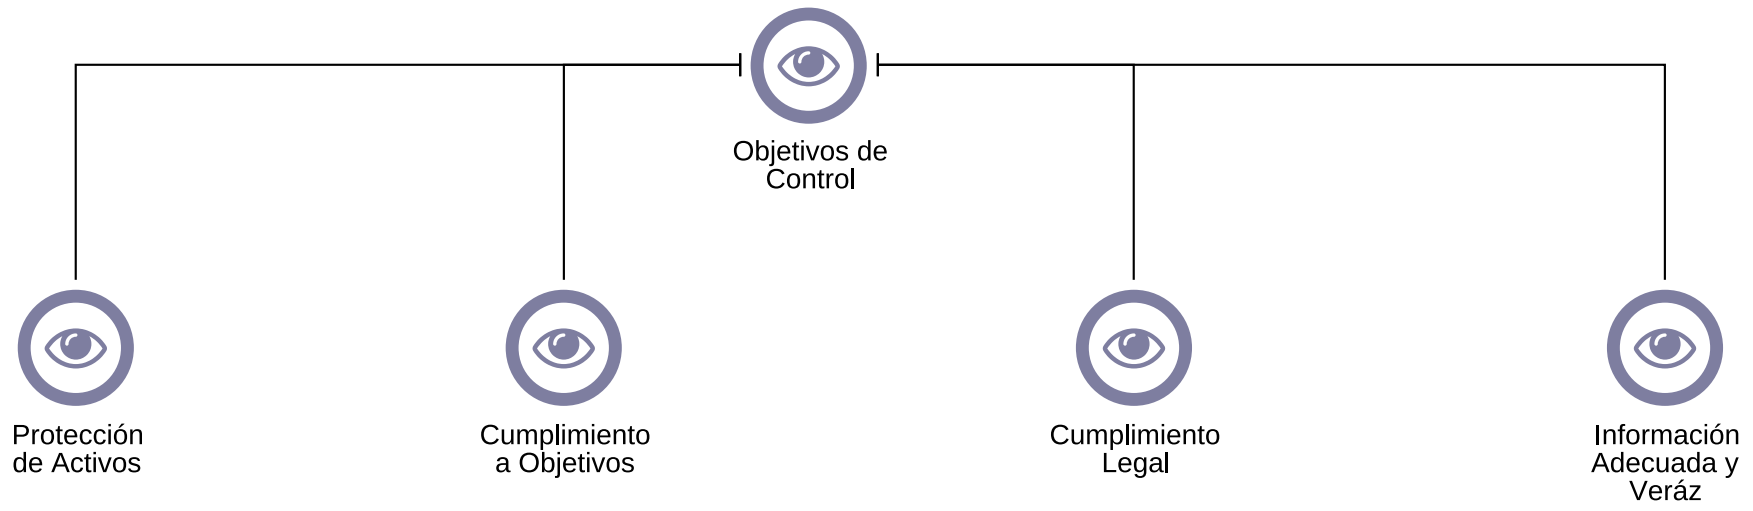 Objetivos de
Control
Protección
de Activos
Cumplimiento
a Objetivos
Cumplimiento
Legal
Información
Adecuada y
Veráz